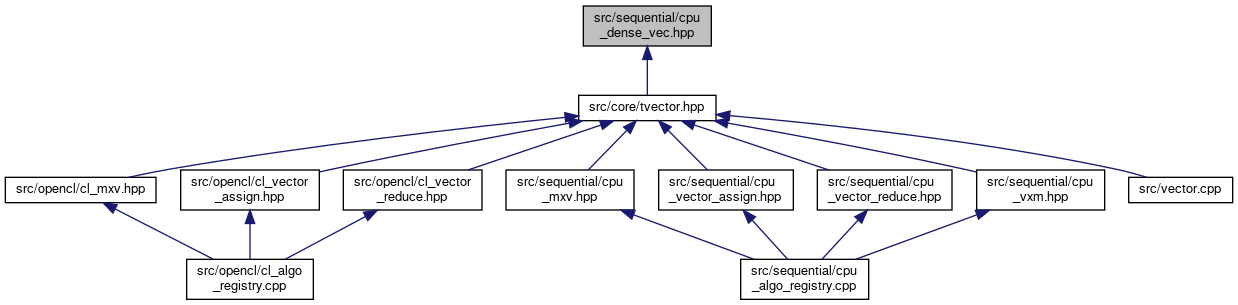 src/sequential/cpu
_dense_vec.hpp
src/core/tvector.hpp
src/opencl/cl_mxv.hpp
src/opencl/cl_vector
_assign.hpp
src/opencl/cl_vector
_reduce.hpp
src/sequential/cpu
_mxv.hpp
src/sequential/cpu
_vector_assign.hpp
src/sequential/cpu
_vector_reduce.hpp
src/sequential/cpu
_vxm.hpp
src/vector.cpp
src/opencl/cl_algo
_registry.cpp
src/sequential/cpu
_algo_registry.cpp